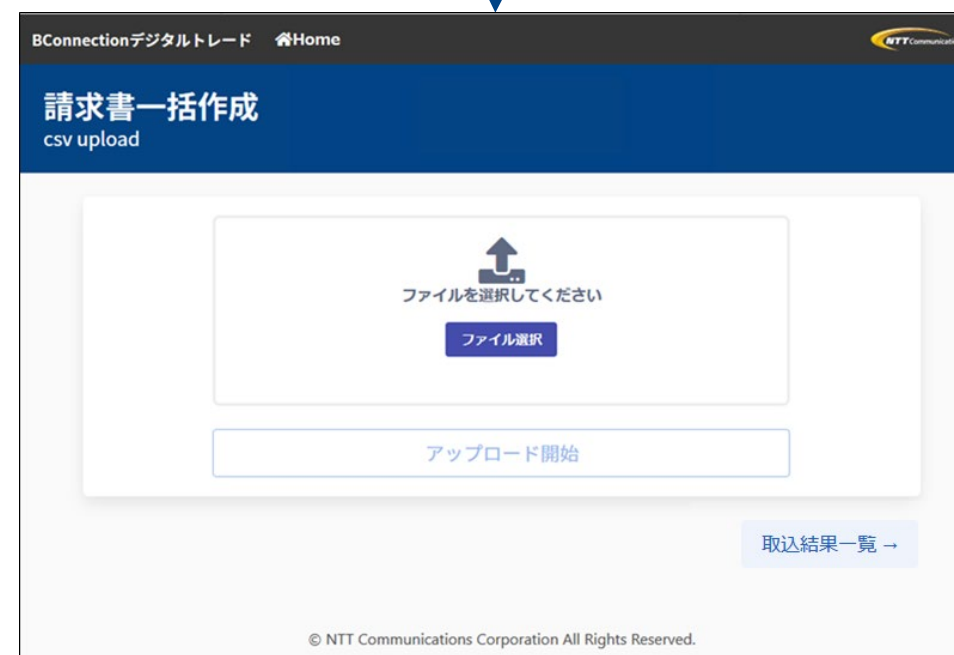 BConnectionデジタルトレード Home
NTT Communicati
請求書一括作成
csv upload
ファイルを選択してください
ファイル選択
アップロード開始
取込結果一覧 →
© NTT Communications Corporation All Rights Reserved.